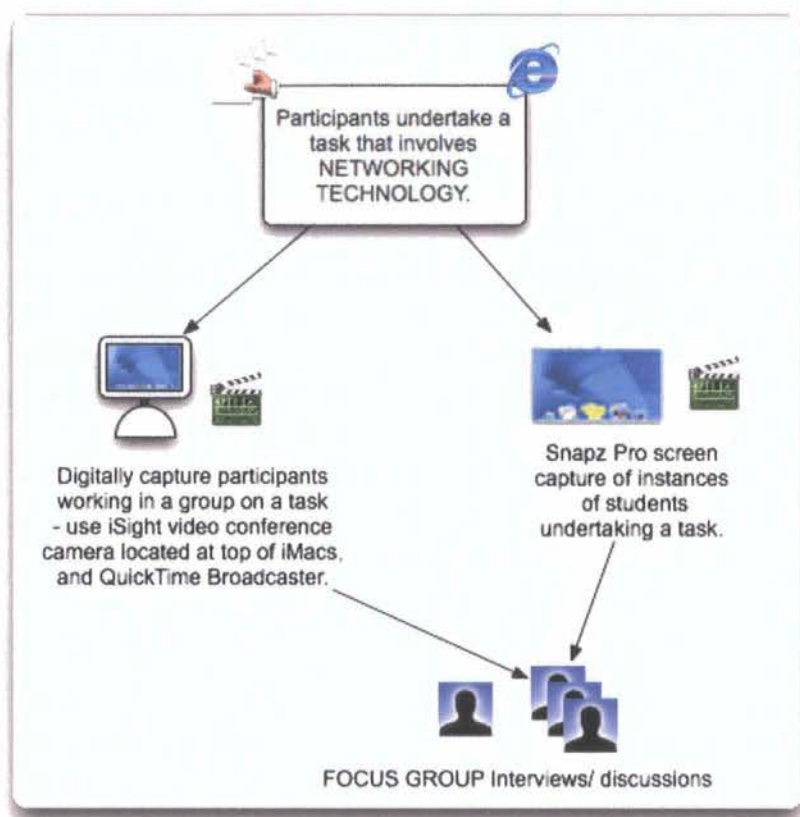 Participants undertake a
task that involves
NETWORKING
TECHNOLOGY.
Digitally capture participants
working in a group on a task
- use iSight video conference
camera located at top of iMacs,
and QuickTime Broadcaster.
Snapz Pro screen
capture of instances
of students
undertaking a task.
FOCUS GROUP Interviews/ discussions